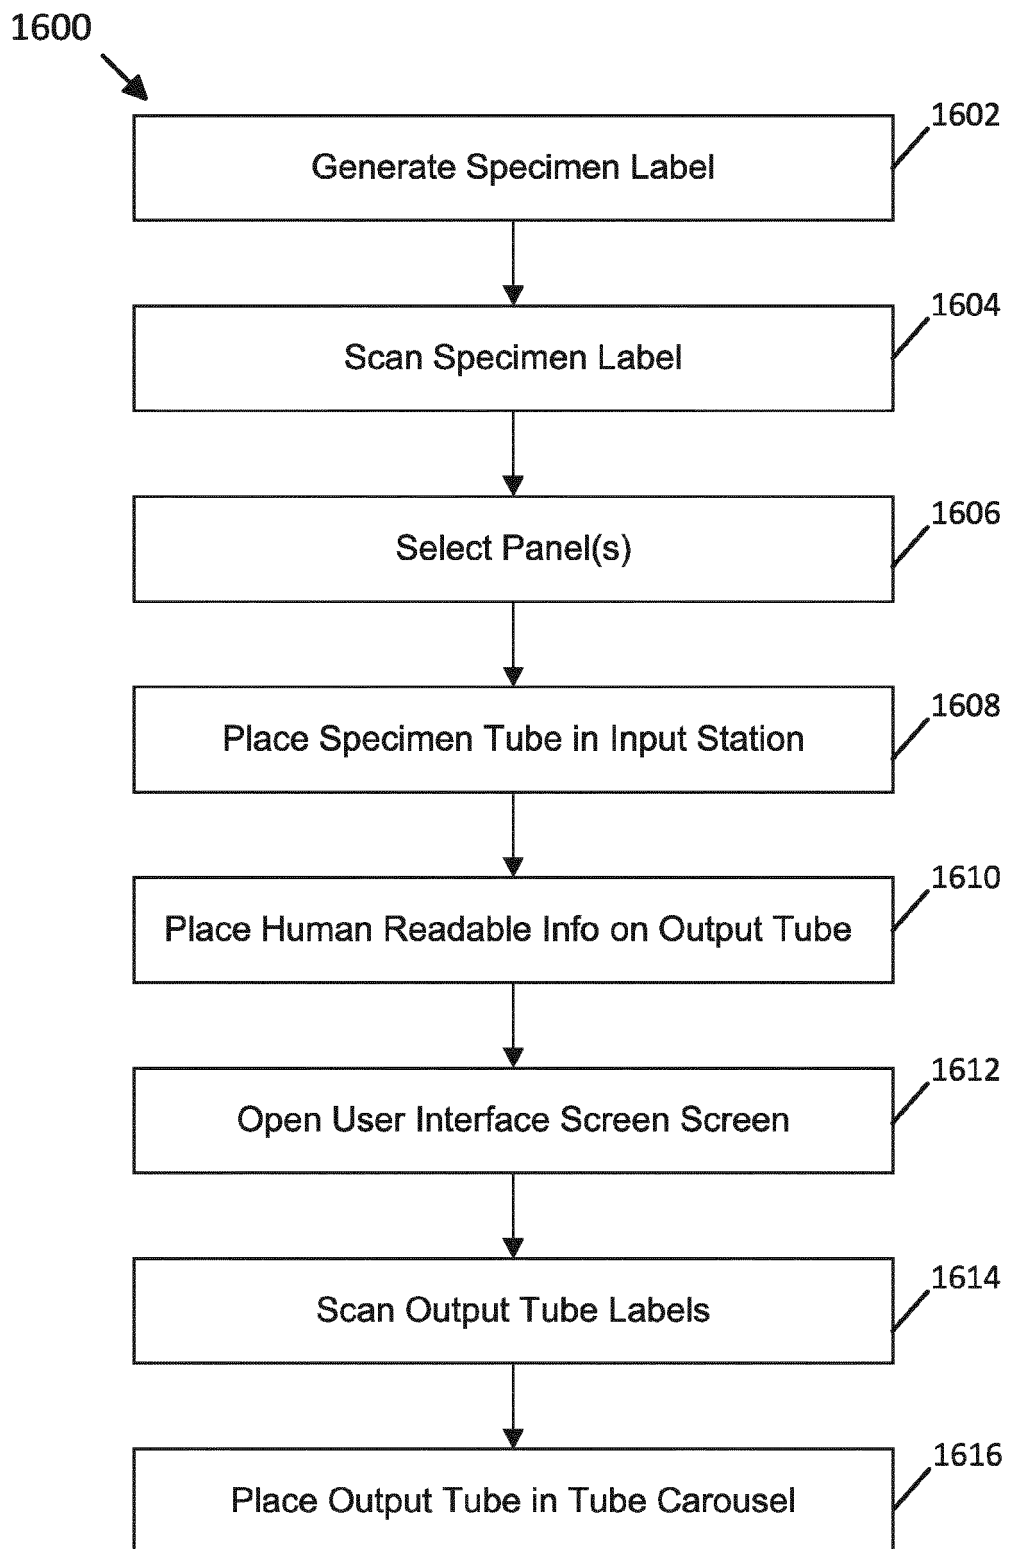 1600
1602
Generate Specimen Label
1604
Scan Specimen Label
1606
Select Panel(s)
1608
Place Specimen Tube in Input Station
1610
Place Human Readable Info on Output Tube
1612
Open User Interface Screen Screen
1614
Scan Output Tube Labels
1616
Place Output Tube in Tube Carousel